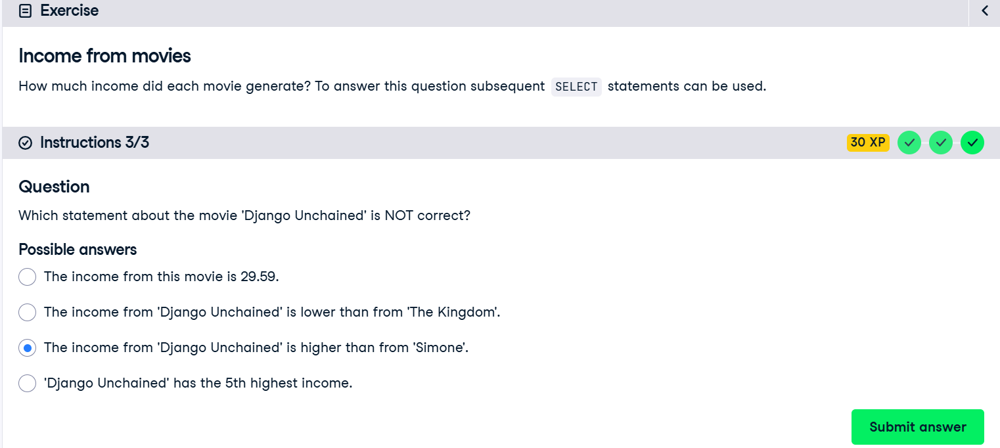 Exercise
Income from movies
How much income did each movie generate? To answer this question subsequent SELECT statements can be used.
Instructions 3/3
30 XP
Question
Which statement about the movie 'Django Unchained' is NOT correct?
Possible answers
The income from this movie is 29.59.
The income from 'Django Unchained' is lower than from 'The Kingdom'.
The income from 'Django Unchained' is higher than from 'Simone'.
'Django Unchained' has the 5th highest income.
Submit answer